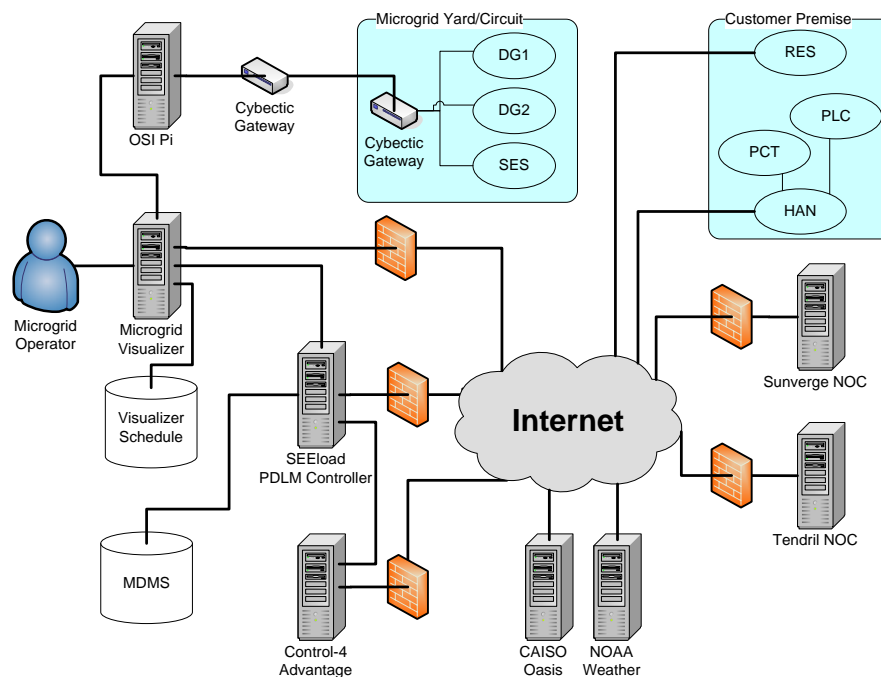 Microgrid Yard/Circuit
Customer Premise
DG1
RES
DG2
PLC
Cybectic
Gateway
OSI Pi
Cybectic
Gateway
SES
PCT
HAN
Microgrid
Operator
Microgrid
Visualizer
Sunverge NOC
Visualizer
Schedule
Internet
SEEload
PDLM Controller
Tendril NOC
MDMS
Control-4
Advantage
CAISO
Oasis
NOAA
Weather